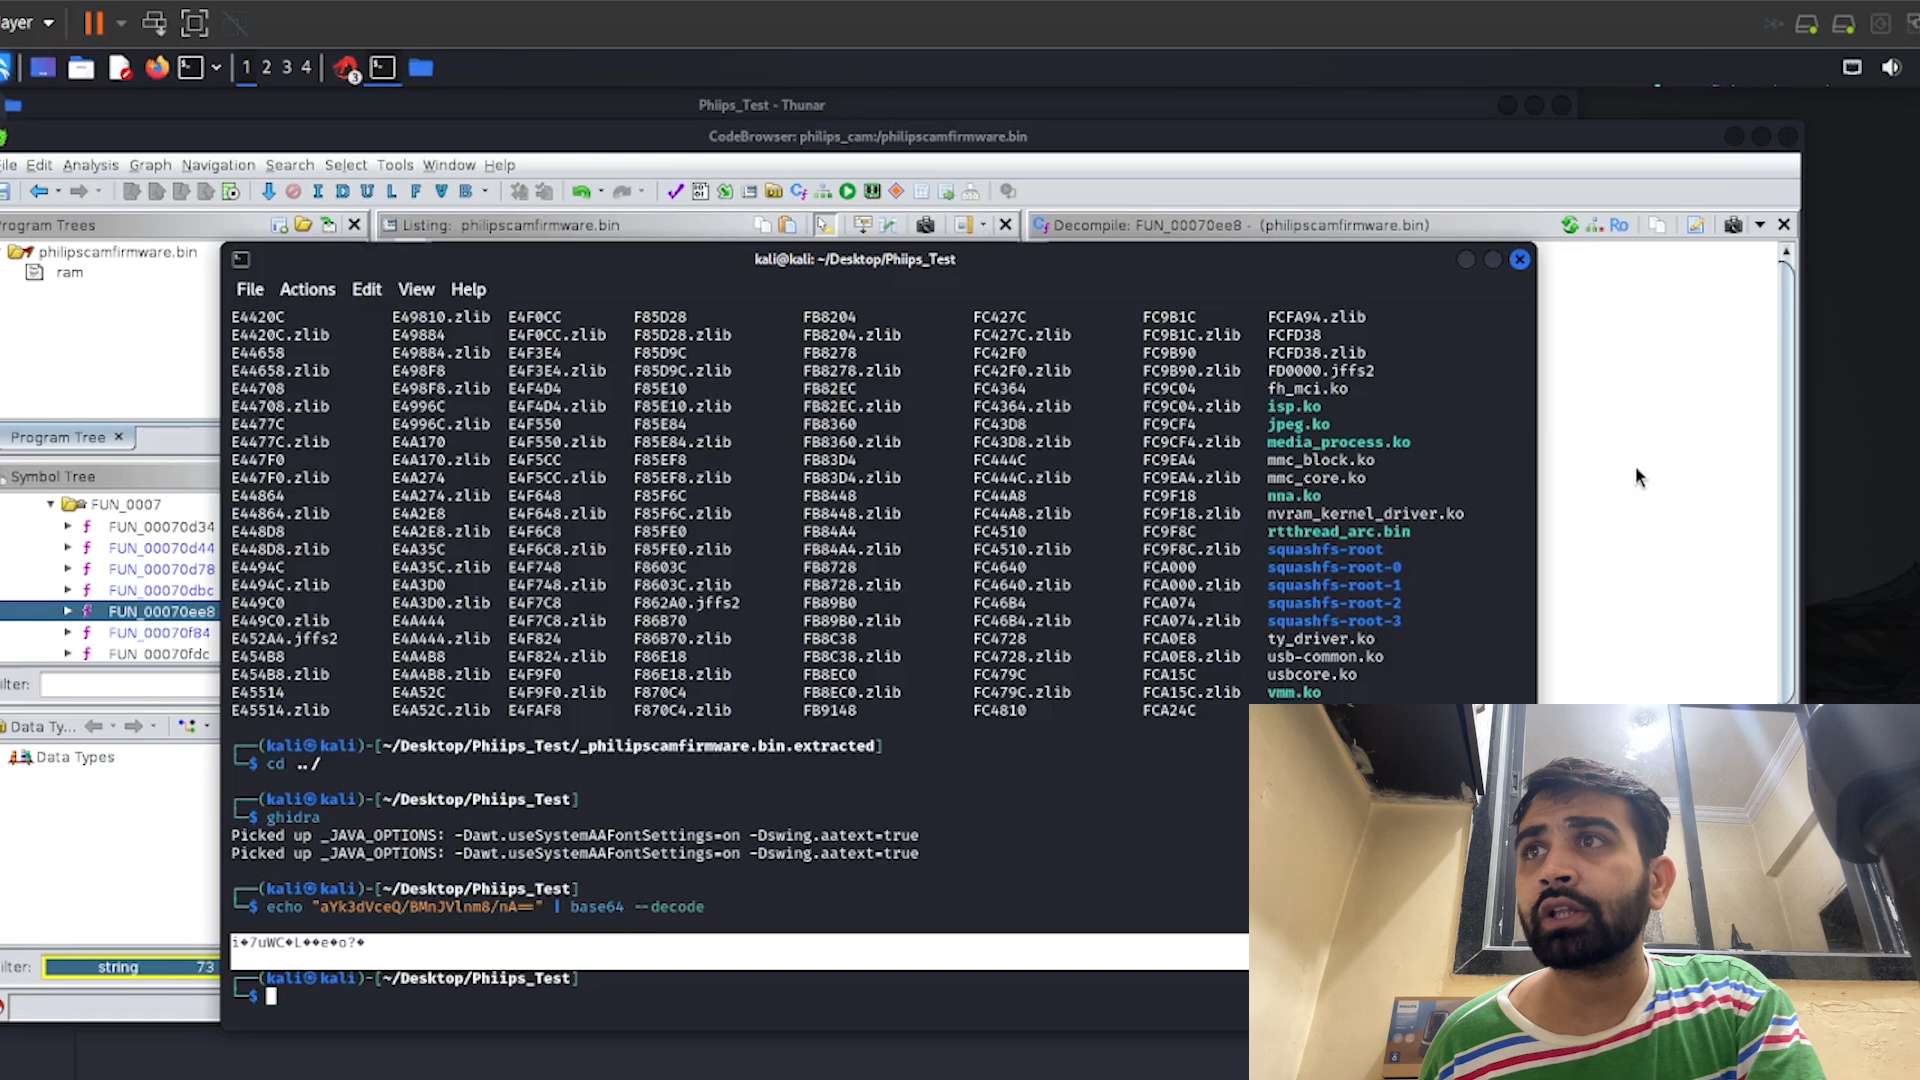 ayer
1 2 3 4
3
Phiips_Test - Thunar
CodeBrowser: philips_cam:/philipscamfirmware.bin
ile Edit Analysis Graph Navigation Search Select Tools Window Help
I D U L F V B
rogram Trees
Listing: philipscamfirmware.bin
Decompile: FUN_00070ee8 - (philipscamfirmware.bin)
Ro
philipscamfirmware.bin
ram
Program Tree
Symbol Tree
FUN_0007
FUN_00070d34
FUN_00070d44
FUN_00070d78
FUN_00070dbc
FUN_00070ee8
FUN_00070f84
FUN_00070fdc
ilter:
Data Ty...
Data Types
ilter: string 73
kali@kali: ~/Desktop/Phiips_Test
File Actions Edit View Help
E4420C E49810.zlib E4F0CC F85D28 FB8204 FC427C FC9B1C FCFA94.zlib
E4420C.zlib E49884 E4F0CC.zlib F85D28.zlib FB8204.zlib FC427C.zlib FC9B1C.zlib FCFD38
E44658 E49884.zlib E4F3E4 F85D9C FB8278 FC42F0 FC9B90 FCFD38.zlib
E44658.zlib E498F8 E4F3E4.zlib F85D9C.zlib FB8278.zlib FC42F0.zlib FC9B90.zlib FD0000.jffs2
E44708 E498F8.zlib E4F4D4 F85E10 FB82EC FC4364 FC9C04 fh_mci.ko
E44708.zlib E4996C E4F4D4.zlib F85E10.zlib FB82EC.zlib FC4364.zlib FC9C04.zlib isp.ko
E4477C E4996C.zlib E4F550 F85E84 FB8360 FC43D8 FC9CF4 jpeg.ko
E4477C.zlib E4A170 E4F550.zlib F85E84.zlib FB8360.zlib FC43D8.zlib FC9CF4.zlib media_process.ko
E447F0 E4A170.zlib E4F5CC F85EF8 FB83D4 FC444C FC9EA4 mmc_block.ko
E447F0.zlib E4A274 E4F5CC.zlib F85EF8.zlib FB83D4.zlib FC444C.zlib FC9EA4.zlib mmc_core.ko
E44864 E4A274.zlib E4F648 F85F6C FB8448 FC44A8 FC9F18 nna.ko
E44864.zlib E4A2E8 E4F648.zlib F85F6C.zlib FB8448.zlib FC44A8.zlib FC9F18.zlib nvram_kernel_driver.ko
E448D8 E4A2E8.zlib E4F6C8 F85FE0 FB84A4 FC4510 FC9F8C rtthread_arc.bin
E448D8.zlib E4A35C E4F6C8.zlib F85FE0.zlib FB84A4.zlib FC4510.zlib FC9F8C.zlib squashfs-root
E4494C E4A35C.zlib E4F748 F8603C FB8728 FC4640 FCA000 squashfs-root-0
E4494C.zlib E4A3D0 E4F748.zlib F8603C.zlib FB8728.zlib FC4640.zlib FCA000.zlib squashfs-root-1
E449C0 E4A3D0.zlib E4F7C8 F862A0.jffs2 FB89B0 FC46B4 FCA074 squashfs-root-2
E449C0.zlib E4A444 E4F7C8.zlib F86B70 FB89B0.zlib FC46B4.zlib FCA074.zlib squashfs-root-3
E452A4.jffs2 E4A444.zlib E4F824 F86B70.zlib FB8C38 FC4728 FCA0E8 ty_driver.ko
E454B8 E4A4B8 E4F824.zlib F86E18 FB8C38.zlib FC4728.zlib FCA0E8.zlib usb-common.ko
E454B8.zlib E4A4B8.zlib E4F9F0 F86E18.zlib FB8EC0 FC479C FCA15C usbcore.ko
E45514 E4A52C E4F9F0.zlib F870C4 FB8EC0.zlib FC479C.zlib FCA15C.zlib vmm.ko
E45514.zlib E4A52C.zlib E4FAF8 F870C4.zlib FB9148 FC4810 FCA24C
(kali㉿kali)-[~/Desktop/Phiips_Test/_philipscamfirmware.bin.extracted]
$ cd ../
(kali㉿kali)-[~/Desktop/Phiips_Test]
$ ghidra
Picked up _JAVA_OPTIONS: -Dawt.useSystemAAFontSettings=on -Dswing.aatext=true
Picked up _JAVA_OPTIONS: -Dawt.useSystemAAFontSettings=on -Dswing.aatext=true
(kali㉿kali)-[~/Desktop/Phiips_Test]
$ echo "aYk3dVceQ/BMnJVlnm8/nA==" | base64 --decode
i�7uWC�L��e�o?�
(kali㉿kali)-[~/Desktop/Phiips_Test]
$
PHILIPS